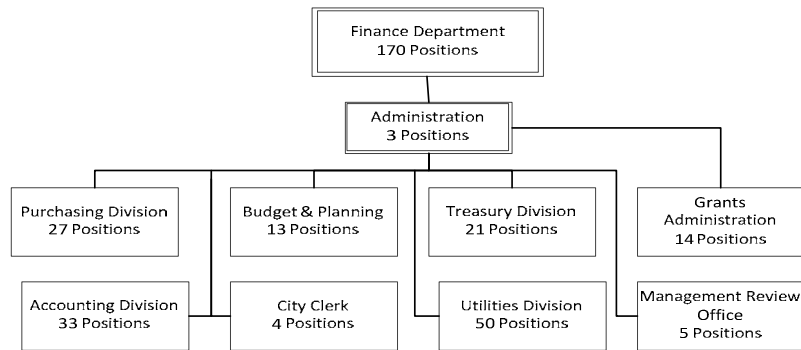 Finance Department
170 Positions
Administration
3 Positions
Purchasing Division
27 Positions
Budget & Planning
13 Positions
Treasury Division
21 Positions
Grants
Administration
14 Positions
Accounting Division
33 Positions
City Clerk
4 Positions
Utilities Division
50 Positions
Management Review
Office
5 Positions